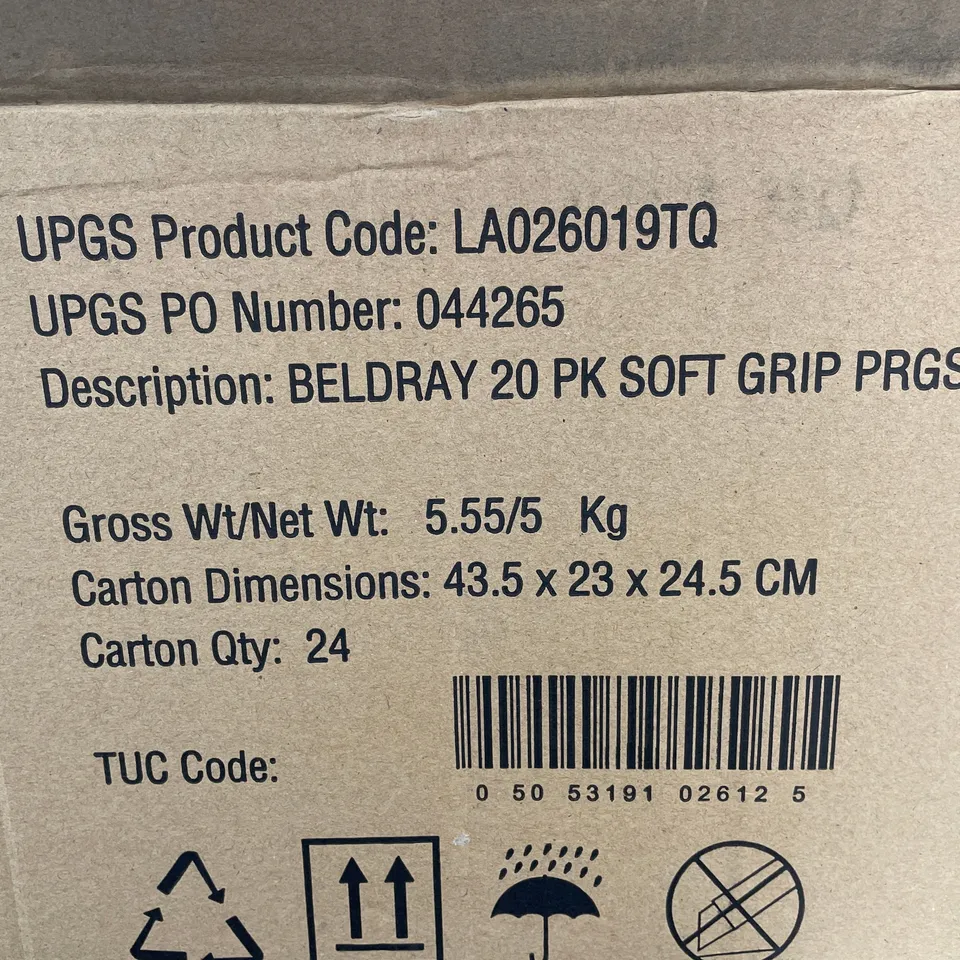 UPGS Product Code: LA026019TQ
UPGS PO Number: 044265
Description: BELDRAY 20 PK SOFT GRIP PRGS
Gross Wt/Net Wt: 5.55/5 Kg
Carton Dimensions: 43.5 x 23 x 24.5 CM
Carton Qty: 24
TUC Code:
0 50 53191 02612 5